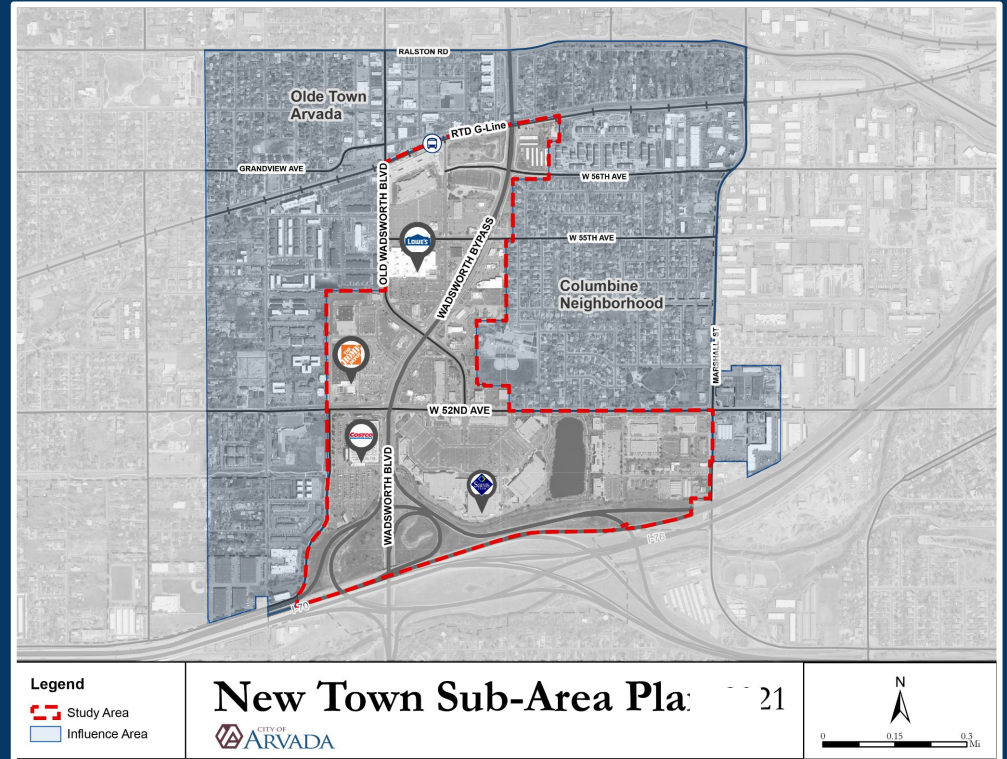 RALSTON RD
Olde Town
Arvada
RTD G-Line
GRANDVIEW AVE
OLD WADSWORTH BLVD
W 56TH AVE
WADSWORTH BYPASS
W 55TH AVE
LOWE'S
Columbine
Neighborhood
MARSHALL ST
W 52ND AVE
COSTCO
WADSWORTH BLVD
I-76
I-70
Legend
Study Area
Influence Area
New Town Sub-Area
21
CITY OF
ARVADA
N
0 0.15 0.3
Mi